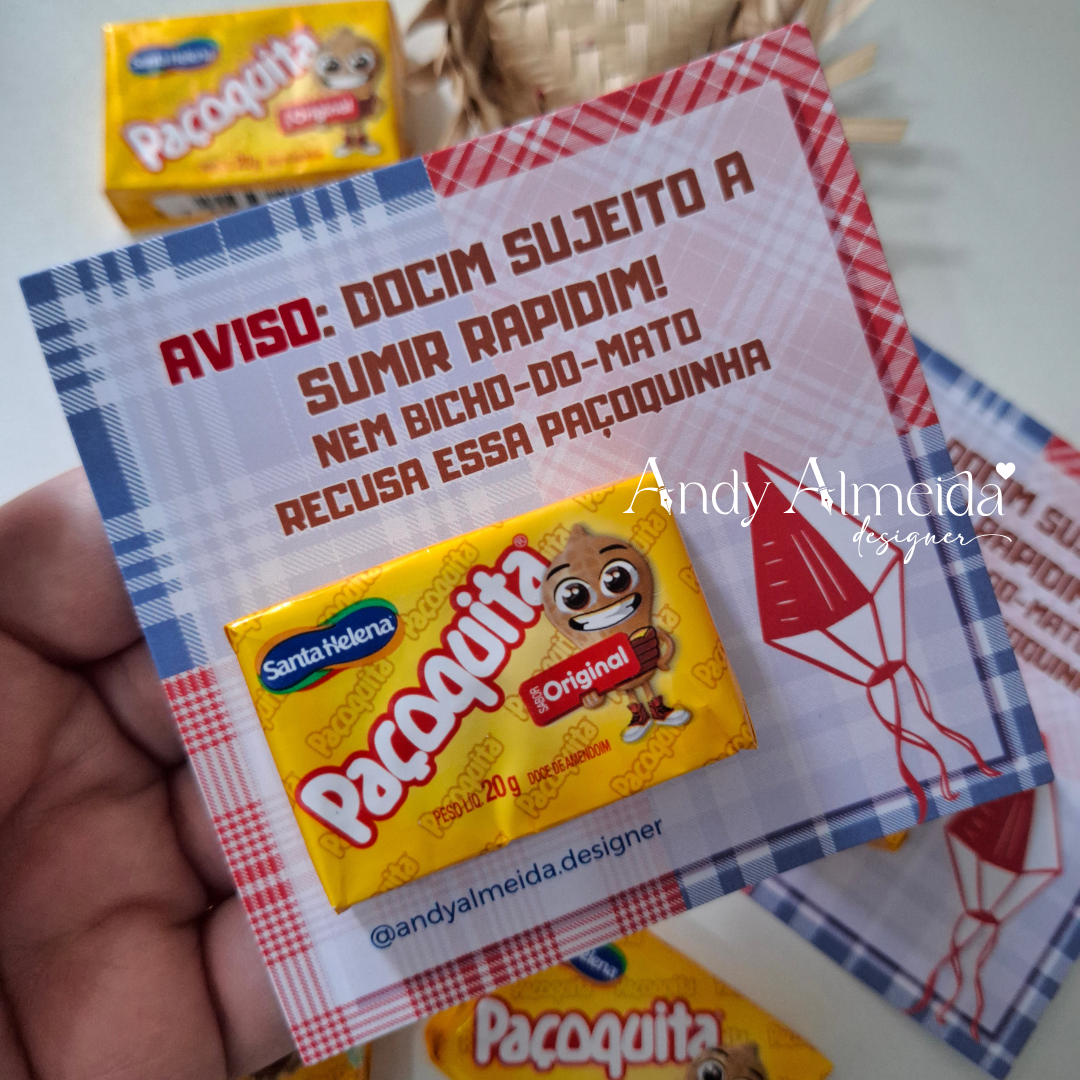 Santa Helena
Paçoquita
Original
AVISO: DOCIM SUJEITO A
SUMIR RAPIDIM!
NEM BICHO-DO-MATO
RECUSA ESSA PAÇOQUINHA
Andy Almeida
designer
Santa Helena
Paçoquita®
SABOR Original
PESO LÍQ. 20 g DOCE DE AMENDOIM
@andyalmeida.designer
Paçoquita